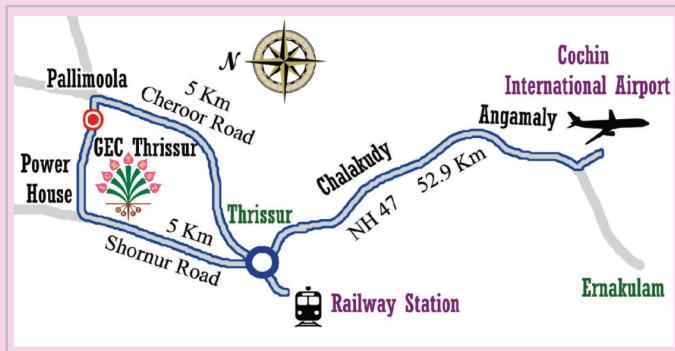 N
Cochin
International Airport
Pallimoola
5 Km
Cheroor Road
Angamaly
GEC Thrissur
Power
House
Chalakudy
52.9 Km
NH 47
Thrissur
5 Km
Shornur Road
Ernakulam
Railway Station